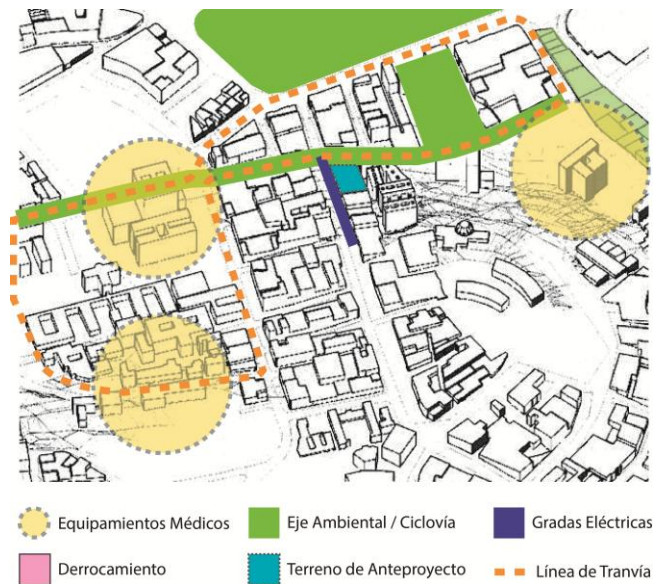 Equipamientos Médicos
Eje Ambiental / Ciclovía
Gradas Eléctricas
Derrocamiento
Terreno de Anteproyecto
Línea de Tranvía